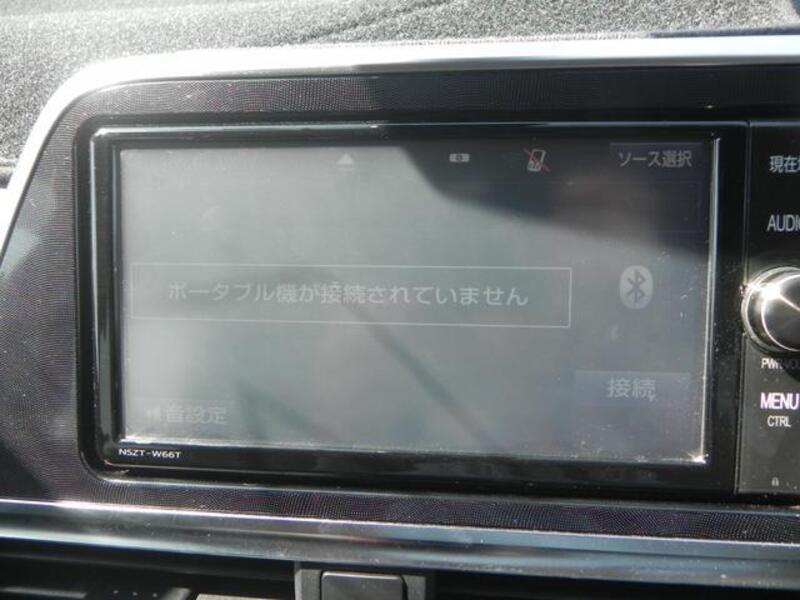 ソース選択
現在
AUDIO
ポータブル機が接続されていません
接続
音設定
NSZT-W66T
PWR
VOL
MENU
CTRL